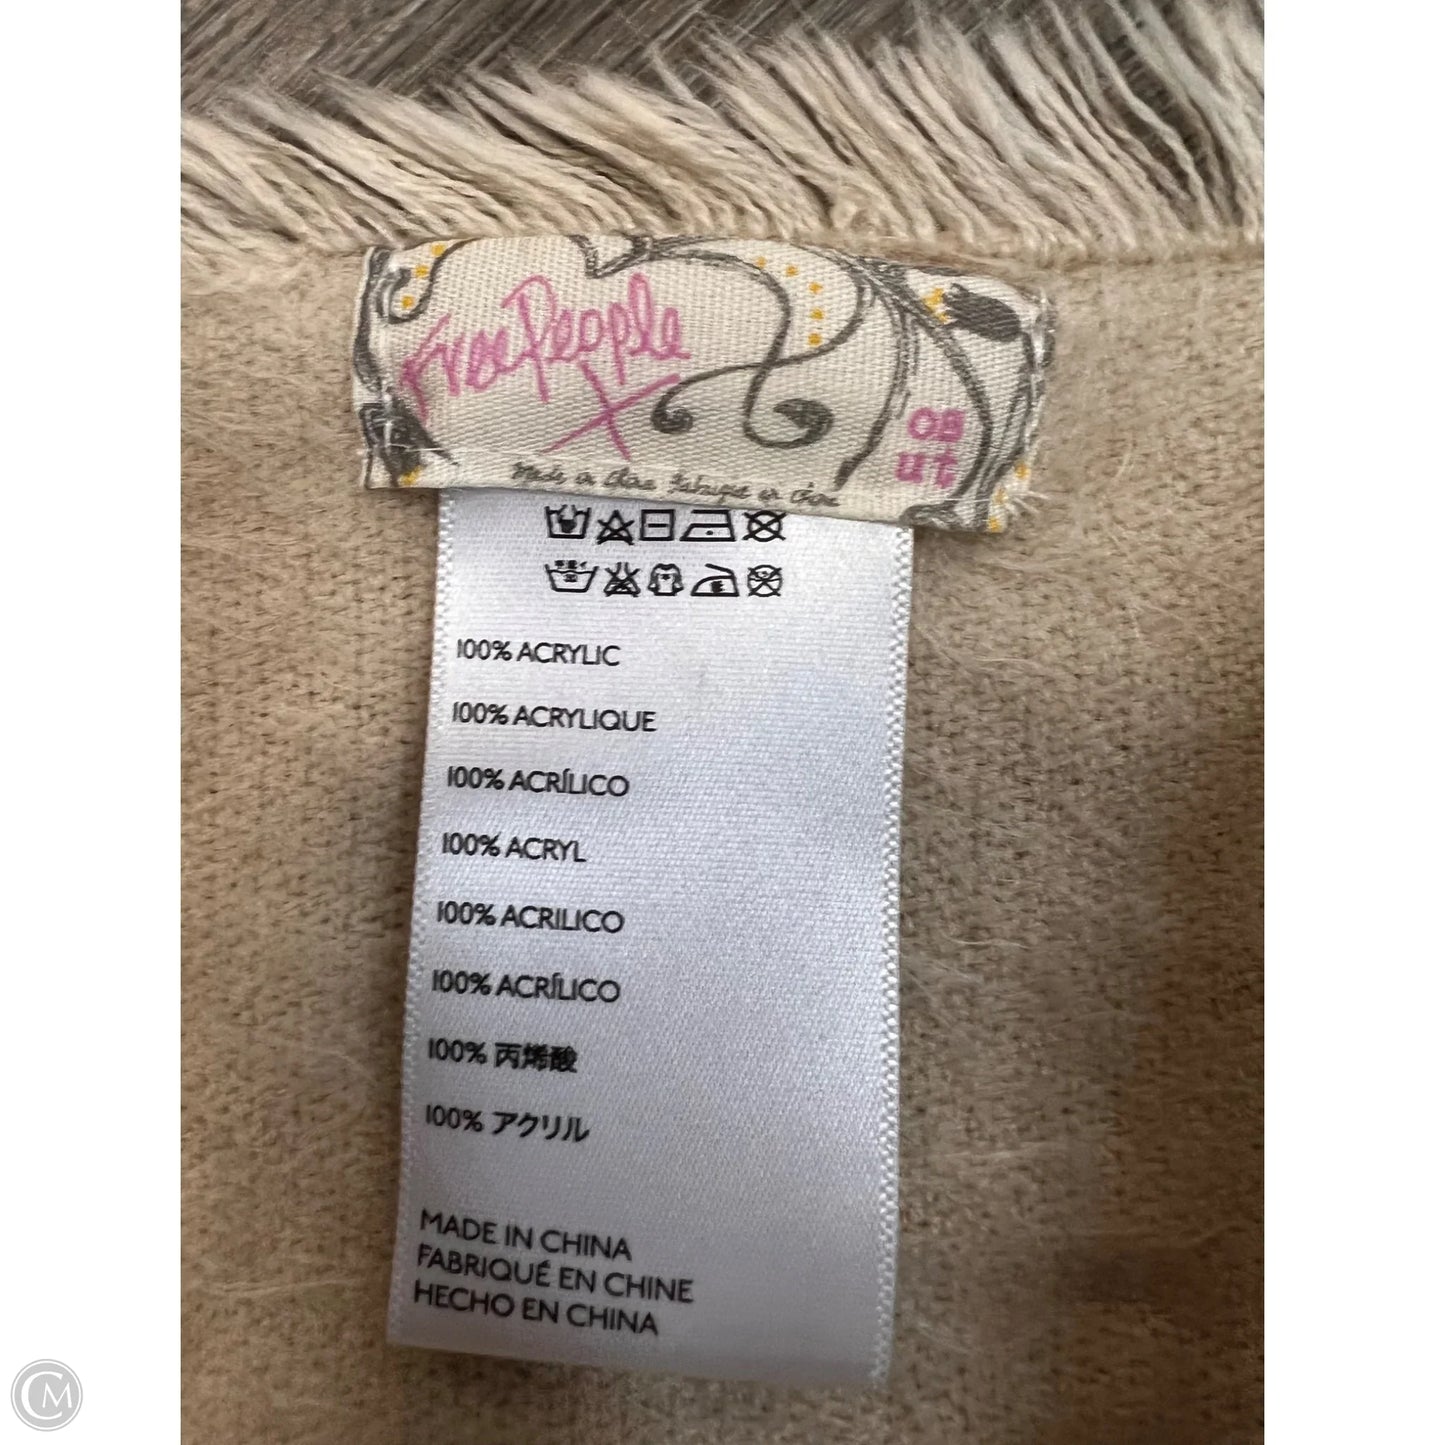 Free People
X
OB
ut
Made in China Fabriqué en Chine
100% ACRYLIC
100% ACRYLIQUE
100% ACRÍLICO
100% ACRYL
100% ACRILICO
100% ACRÍLICO
100% 丙烯酸
100% アクリル
MADE IN CHINA
FABRIQUÉ EN CHINE
HECHO EN CHINA
CM